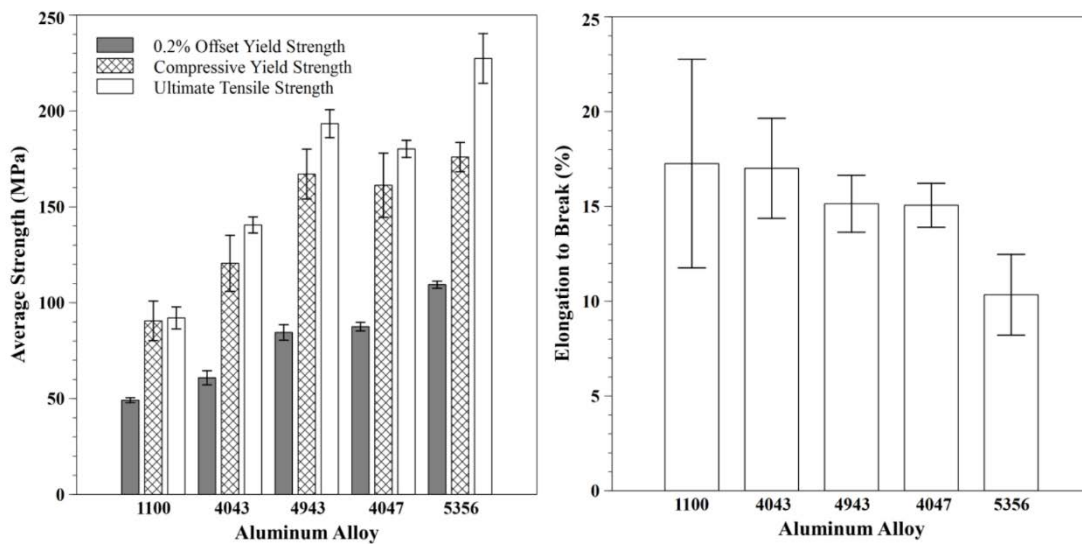 250
200
150
100
50
0
Average Strength (MPa)
0.2% Offset Yield Strength
Compressive Yield Strength
Ultimate Tensile Strength
1100 4043 4943 4047 5356
Aluminum Alloy
25
20
15
10
5
0
Elongation to Break (%)
1100 4043 4943 4047 5356
Aluminum Alloy